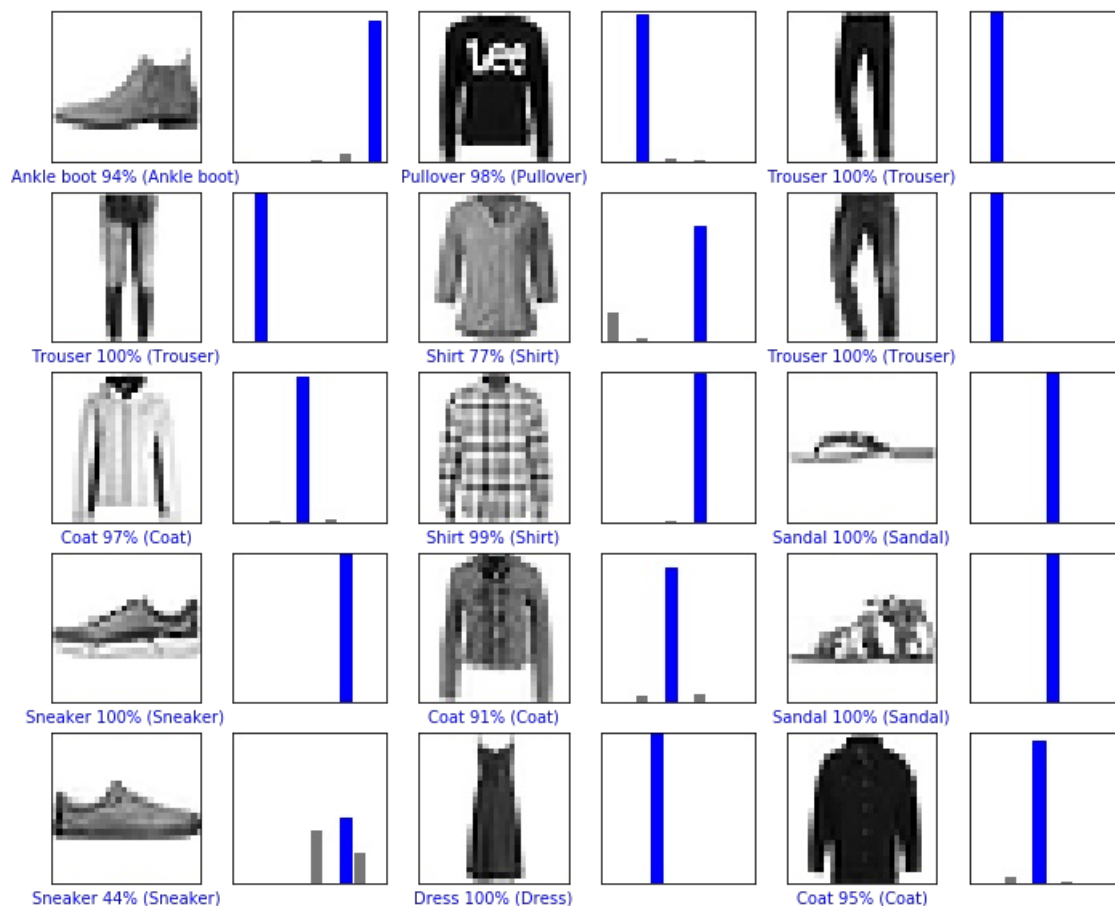 Lee
Ankle boot 94% (Ankle boot)
Pullover 98% (Pullover)
Trouser 100% (Trouser)
Trouser 100% (Trouser)
Shirt 77% (Shirt)
Trouser 100% (Trouser)
Coat 97% (Coat)
Shirt 99% (Shirt)
Sandal 100% (Sandal)
Sneaker 100% (Sneaker)
Coat 91% (Coat)
Sandal 100% (Sandal)
Sneaker 44% (Sneaker)
Dress 100% (Dress)
Coat 95% (Coat)